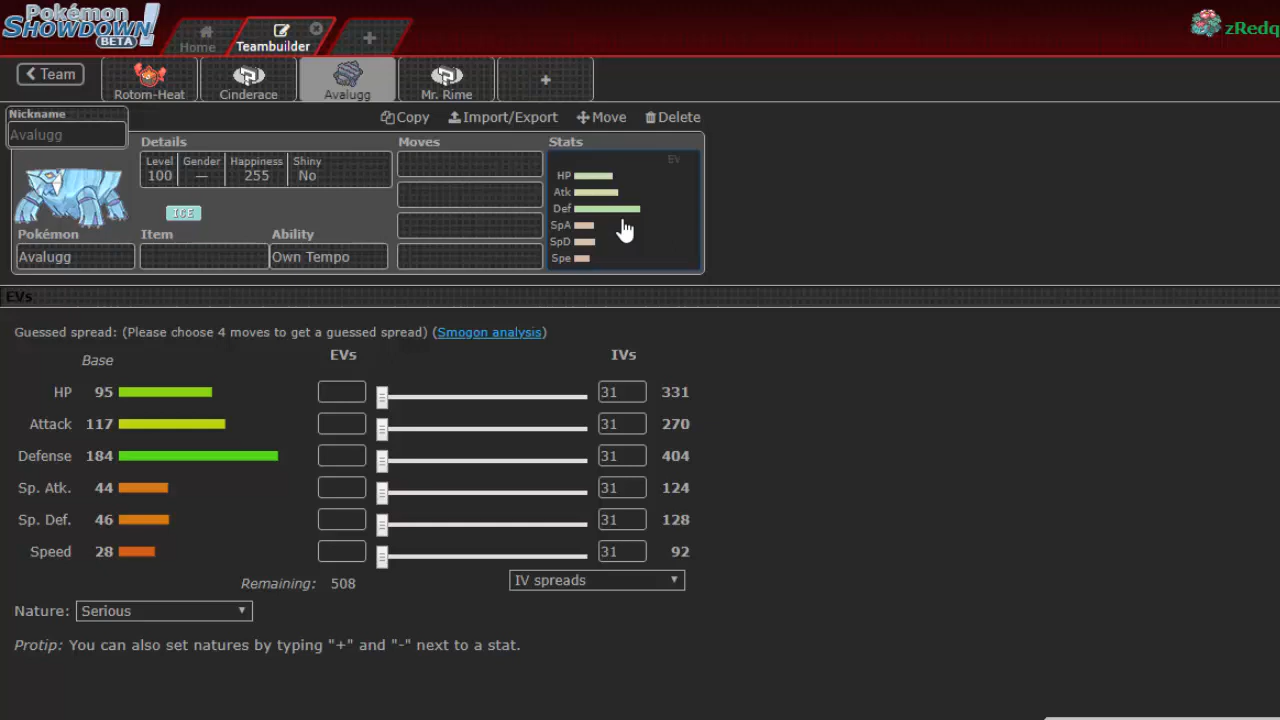 Pokémon
SHOWDOWN!
BETA
Home
Teambuilder
+
zRedq
Team
Rotom-Heat
Cinderace
Avalugg
Mr. Rime
+
Nickname
Avalugg
Copy
Import/Export
Move
Delete
Details
Moves
Stats
Level
Gender
Happiness
Shiny
100
—
255
No
EV
HP
Atk
Def
SpA
SpD
Spe
ICE
Pokémon
Item
Ability
Avalugg
Own Tempo
EVs
Guessed spread: (Please choose 4 moves to get a guessed spread) (Smogon analysis)
Base
EVs
IVs
HP 95 31 331
Attack 117 31 270
Defense 184 31 404
Sp. Atk. 44 31 124
Sp. Def. 46 31 128
Speed 28 31 92
Remaining: 508
IV spreads
Nature: Serious
Protip: You can also set natures by typing "+" and "-" next to a stat.